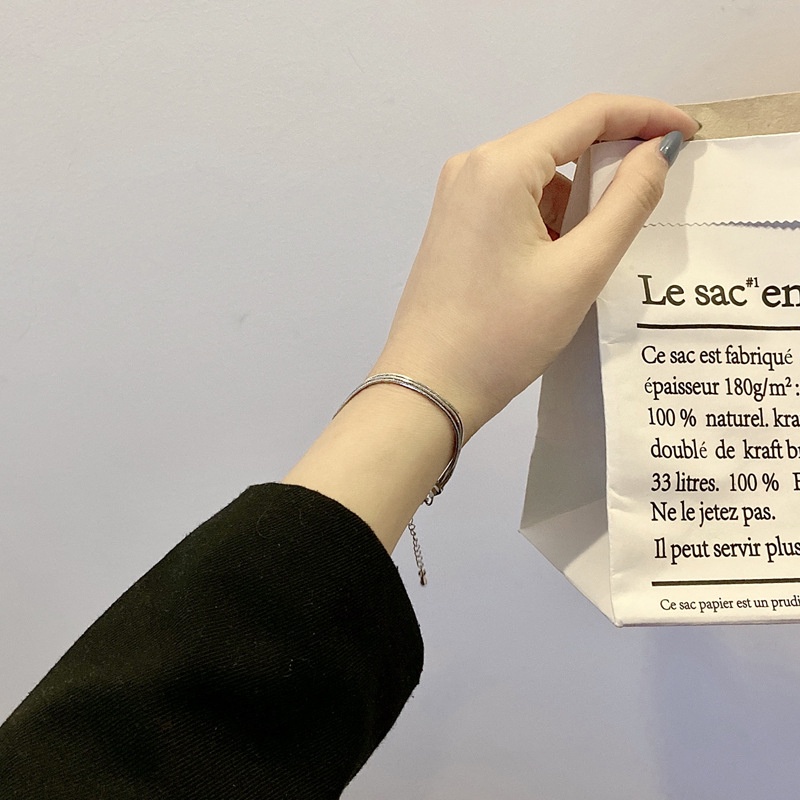 Le sac#1 en
Ce sac est fabriqué
épaisseur 180g/m² :
100 % naturel. kra
doublé de kraft br
33 litres. 100 %
Ne le jetez pas.
Il peut servir plus
Ce sac papier est un prudi